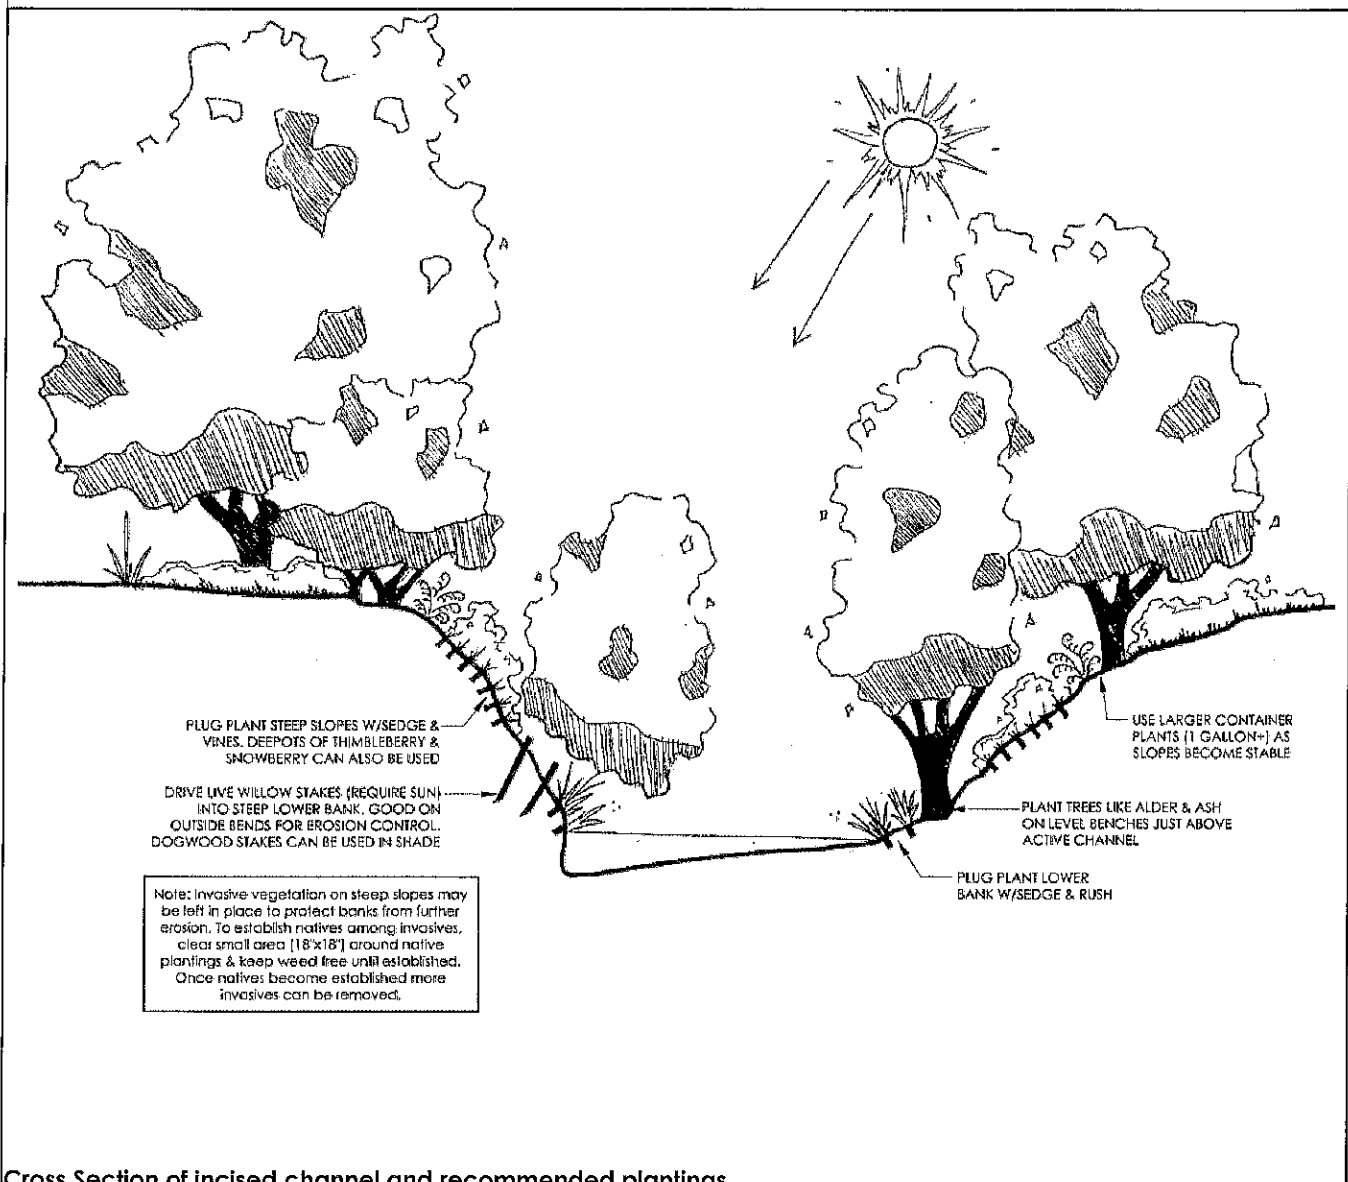 PLUG PLANT STEEP SLOPES W/SEDGE &
VINES. DEEPOTS OF THIMBLEBERRY &
SNOWBERRY CAN ALSO BE USED
DRIVE LIVE WILLOW STAKES (REQUIRE SUN)
INTO STEEP LOWER BANK. GOOD ON
OUTSIDE BENDS FOR EROSION CONTROL.
DOGWOOD STAKES CAN BE USED IN SHADE
Note: Invasive vegetation on steep slopes may
be left in place to protect banks from further
erosion. To establish natives among invasives,
clear small area (18"x18") around native
plantings & keep weed free until established.
Once natives become established more
invasives can be removed.
USE LARGER CONTAINER
PLANTS (1 GALLON+) AS
SLOPES BECOME STABLE
PLANT TREES LIKE ALDER & ASH
ON LEVEL BENCHES JUST ABOVE
ACTIVE CHANNEL
PLUG PLANT LOWER
BANK W/SEDGE & RUSH
Cross Section of incised channel and recommended plantings